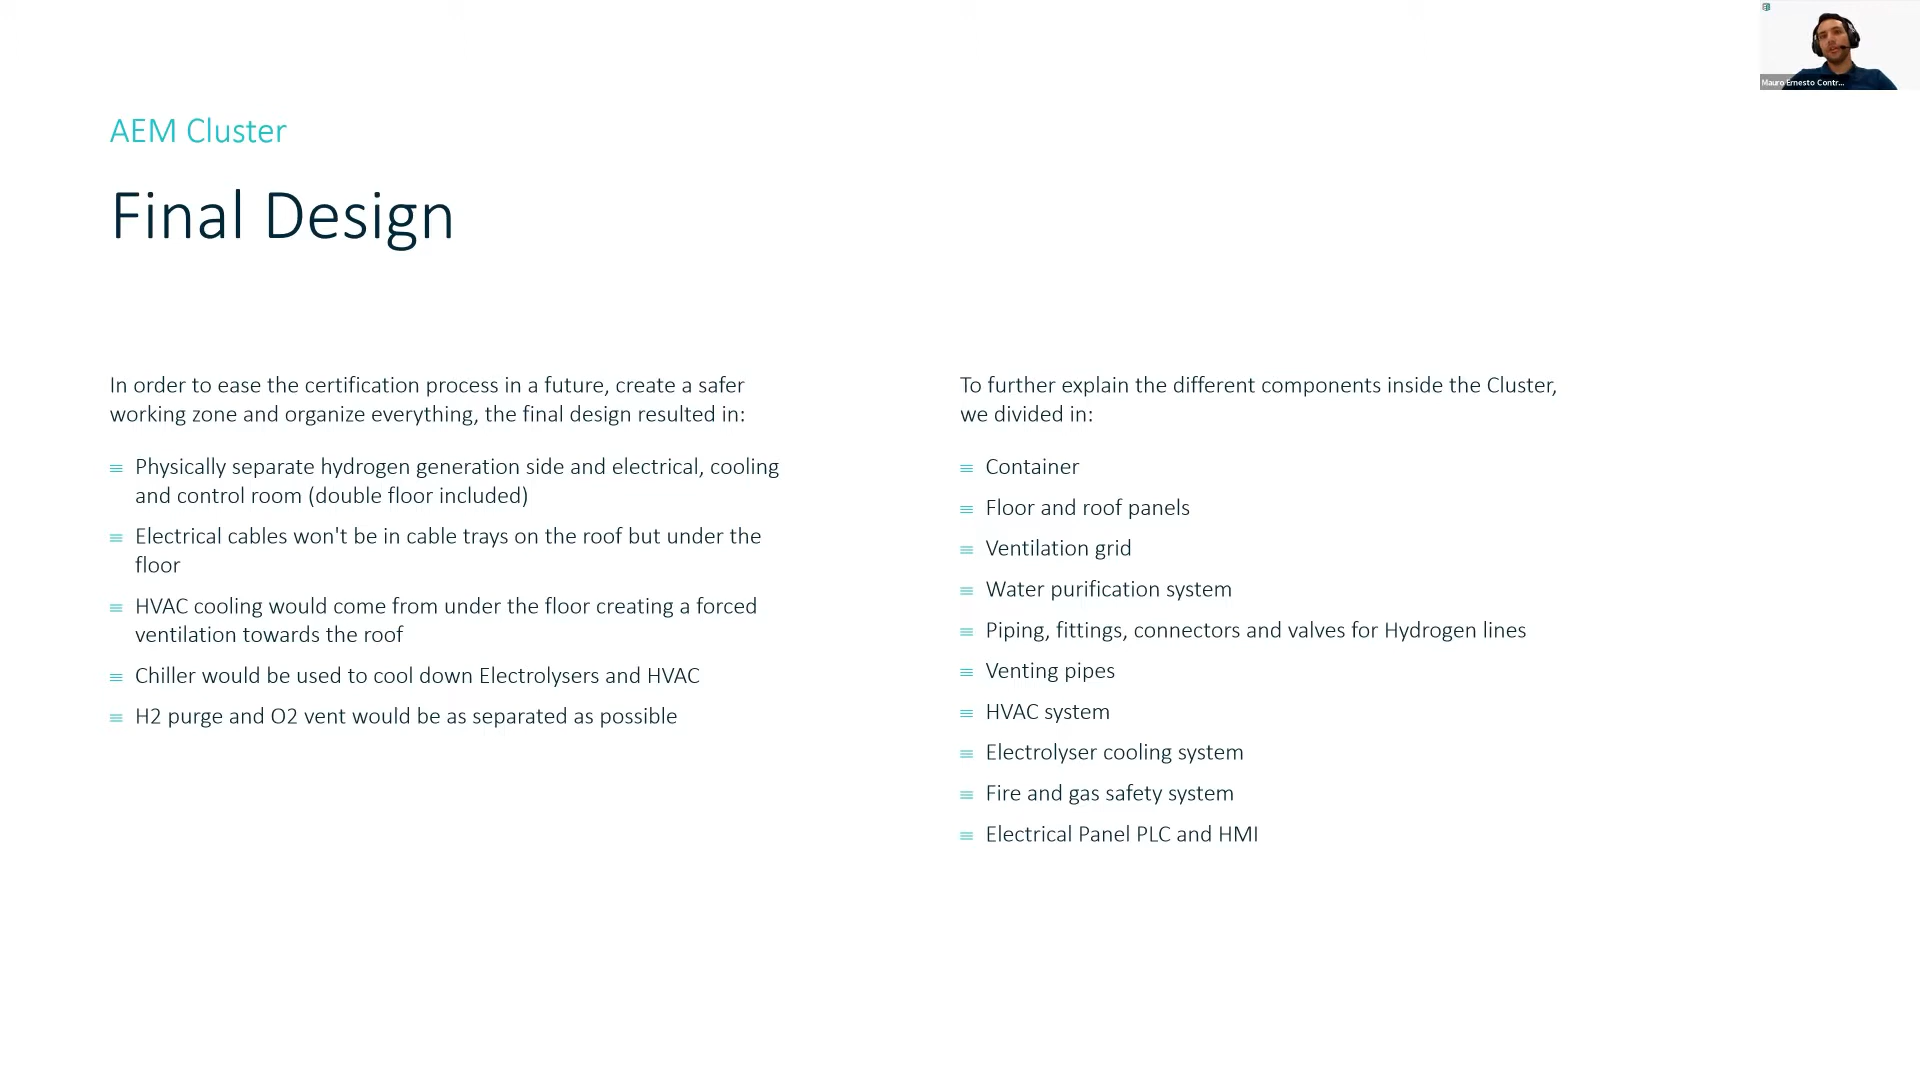 Mauro Ernesto Contr...
AEM Cluster
Final Design
In order to ease the certification process in a future, create a safer
working zone and organize everything, the final design resulted in:
Physically separate hydrogen generation side and electrical, cooling
and control room (double floor included)
Electrical cables won't be in cable trays on the roof but under the
floor
HVAC cooling would come from under the floor creating a forced
ventilation towards the roof
Chiller would be used to cool down Electrolysers and HVAC
H2 purge and O2 vent would be as separated as possible
To further explain the different components inside the Cluster,
we divided in:
Container
Floor and roof panels
Ventilation grid
Water purification system
Piping, fittings, connectors and valves for Hydrogen lines
Venting pipes
HVAC system
Electrolyser cooling system
Fire and gas safety system
Electrical Panel PLC and HMI